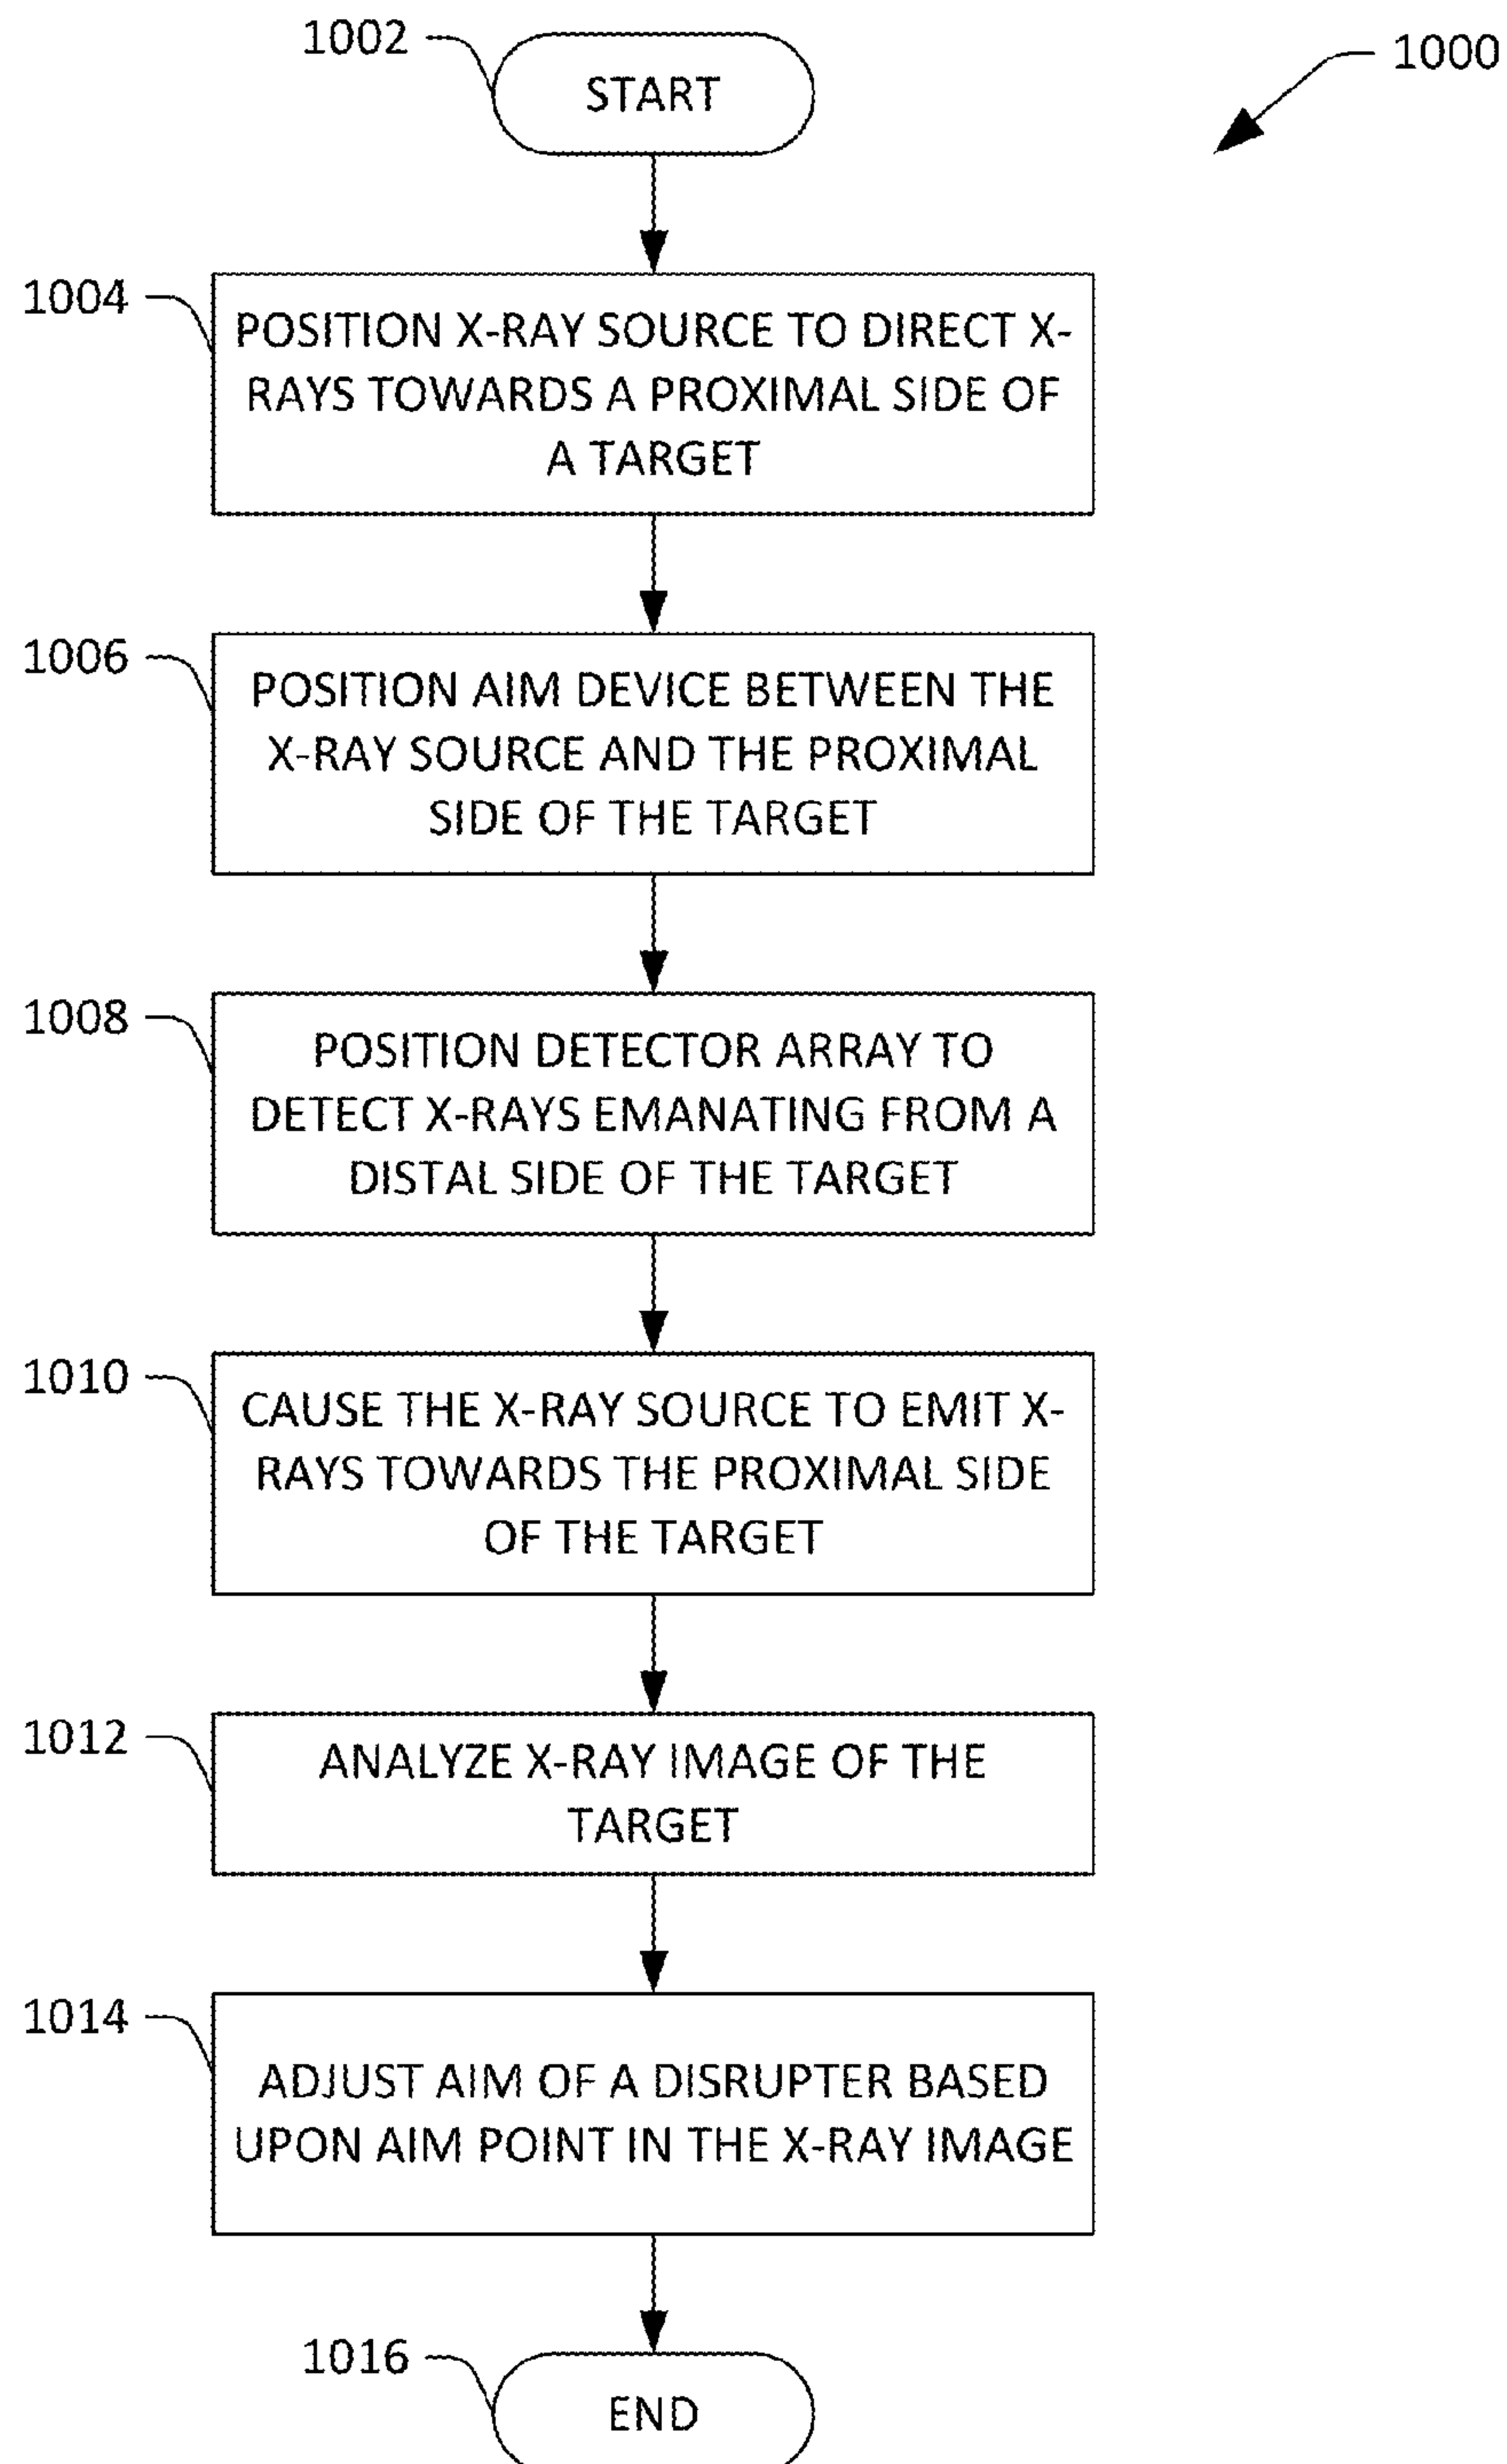 1002
START
1000
1004
POSITION X-RAY SOURCE TO DIRECT X-
RAYS TOWARDS A PROXIMAL SIDE OF
A TARGET
1006
POSITION AIM DEVICE BETWEEN THE
X-RAY SOURCE AND THE PROXIMAL
SIDE OF THE TARGET
1008
POSITION DETECTOR ARRAY TO
DETECT X-RAYS EMANATING FROM A
DISTAL SIDE OF THE TARGET
1010
CAUSE THE X-RAY SOURCE TO EMIT X-
RAYS TOWARDS THE PROXIMAL SIDE
OF THE TARGET
1012
ANALYZE X-RAY IMAGE OF THE
TARGET
1014
ADJUST AIM OF A DISRUPTER BASED
UPON AIM POINT IN THE X-RAY IMAGE
1016
END